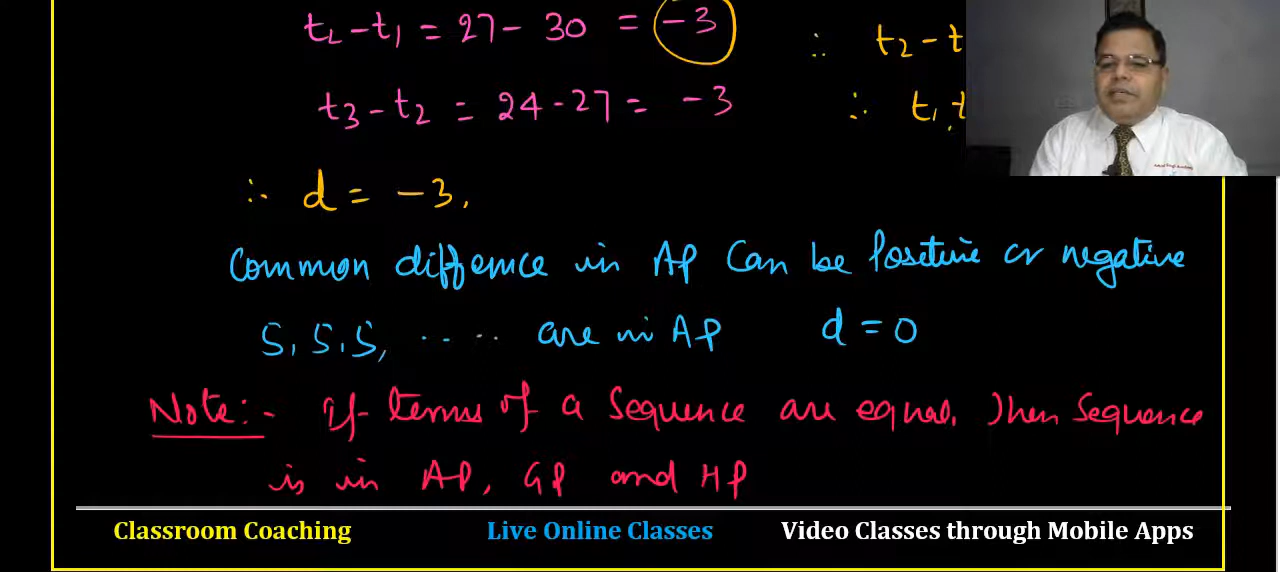 t₂ - t₁ = 27 - 30 = -3
∴ t₂ - t
t₃ - t₂ = 24 - 27 = -3
∴ t₁, t
∴ d = -3.
Common difference in AP Can be Positive or negative
5, 5, 5, ..... are in AP d = 0
Note:- If terms of a Sequence are equal, Then Sequence
is in AP, GP and HP
Classroom Coaching Live Online Classes Video Classes through Mobile Apps